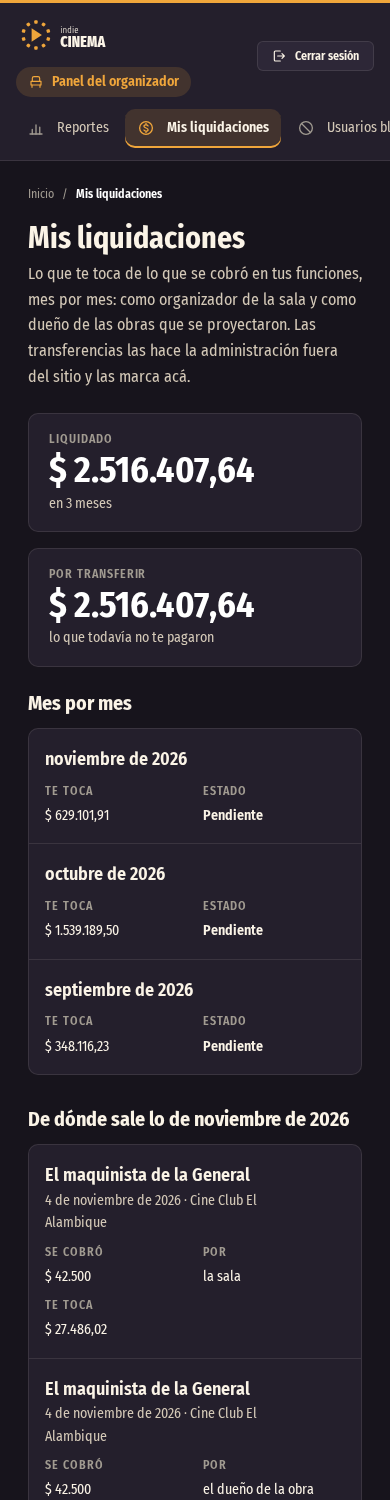 indie
CINEMA
Cerrar sesión
Panel del organizador
Reportes
Mis liquidaciones
Usuarios bl
Inicio / Mis liquidaciones
Mis liquidaciones
Lo que te toca de lo que se cobró en tus funciones,
mes por mes: como organizador de la sala y como
dueño de las obras que se proyectaron. Las
transferencias las hace la administración fuera
del sitio y las marca acá.
LIQUIDADO
$ 2.516.407,64
en 3 meses
POR TRANSFERIR
$ 2.516.407,64
lo que todavía no te pagaron
Mes por mes
noviembre de 2026
TE TOCA ESTADO
$ 629.101,91 Pendiente
octubre de 2026
TE TOCA ESTADO
$ 1.539.189,50 Pendiente
septiembre de 2026
TE TOCA ESTADO
$ 348.116,23 Pendiente
De dónde sale lo de noviembre de 2026
El maquinista de la General
4 de noviembre de 2026 · Cine Club El
Alambique
SE COBRÓ POR
$ 42.500 la sala
TE TOCA
$ 27.486,02
El maquinista de la General
4 de noviembre de 2026 · Cine Club El
Alambique
SE COBRÓ POR
$ 42.500 el dueño de la obra